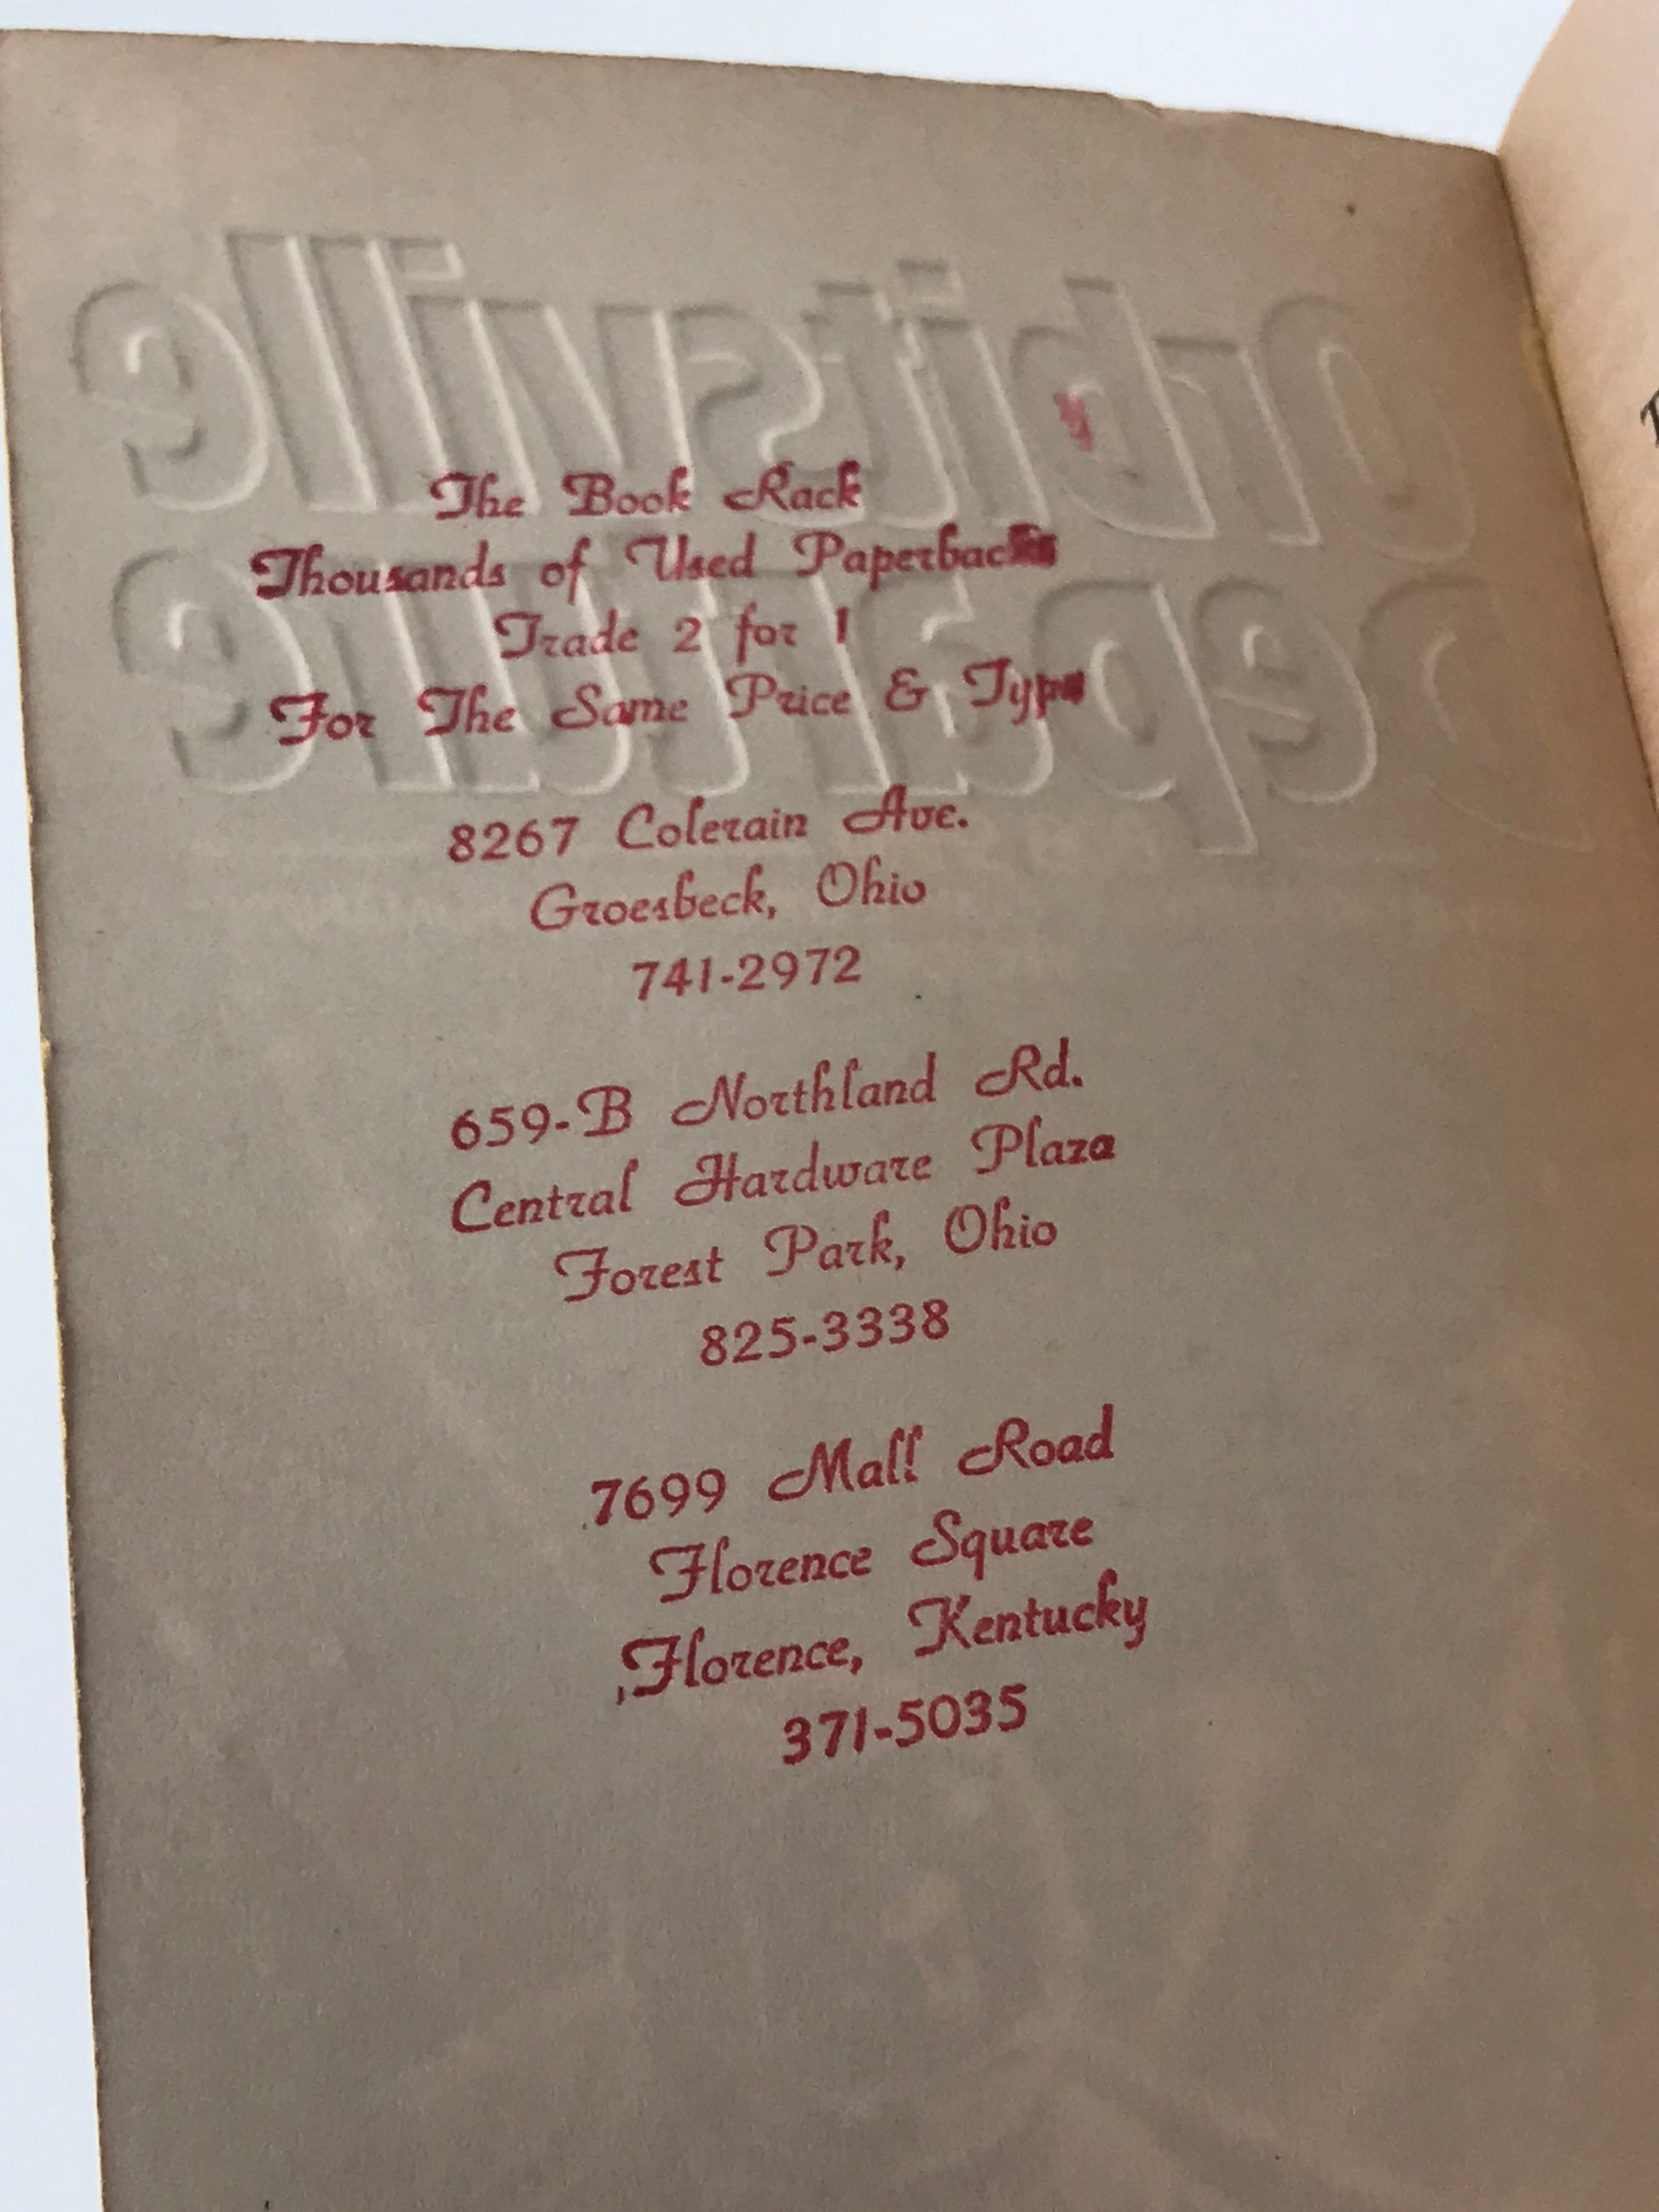 Orbitsville
Departure
The Book Rack
Thousands of Used Paperbacks
Trade 2 for 1
For The Same Price & Type
8267 Colerain Ave.
Groesbeck, Ohio
741-2972
659-B Northland Rd.
Central Hardware Plaza
Forest Park, Ohio
825-3338
7699 Mall Road
Florence Square
Florence, Kentucky
371-5035